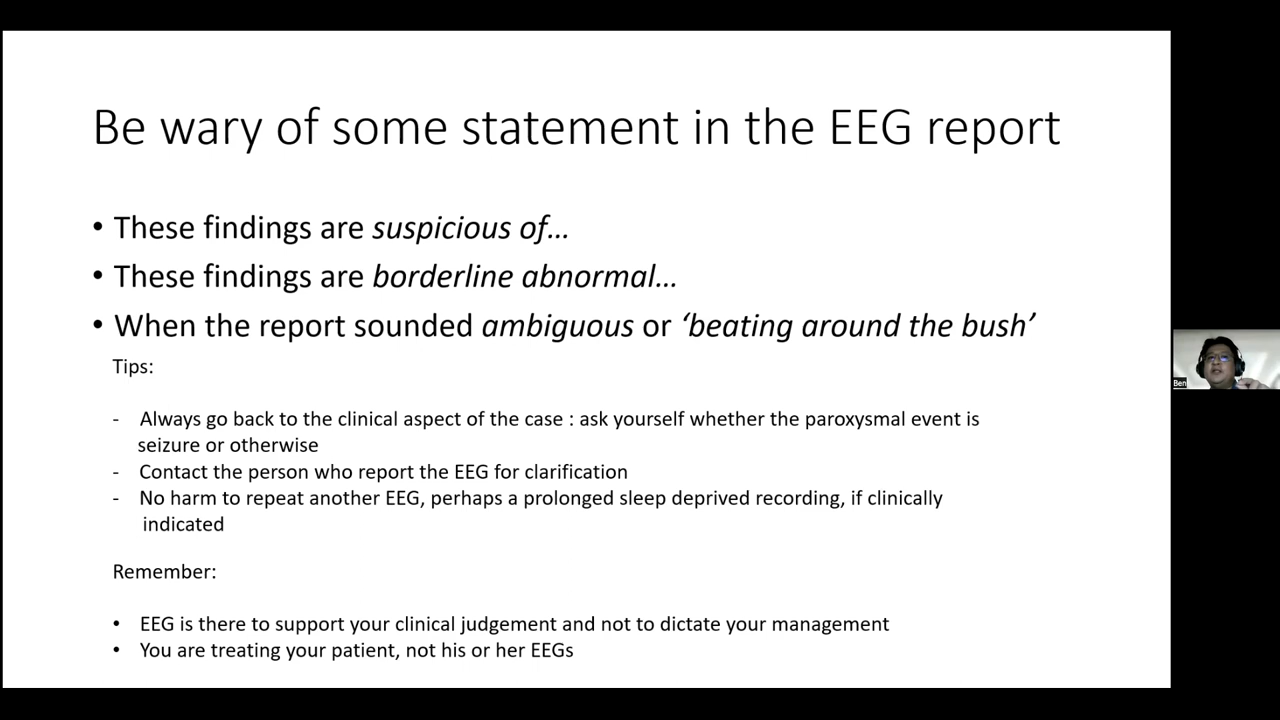 Be wary of some statement in the EEG report
• These findings are suspicious of...
• These findings are borderline abnormal...
• When the report sounded ambiguous or ‘beating around the bush’
Tips:
- Always go back to the clinical aspect of the case : ask yourself whether the paroxysmal event is
seizure or otherwise
- Contact the person who report the EEG for clarification
- No harm to repeat another EEG, perhaps a prolonged sleep deprived recording, if clinically
indicated
Remember:
• EEG is there to support your clinical judgement and not to dictate your management
• You are treating your patient, not his or her EEGs
Ben